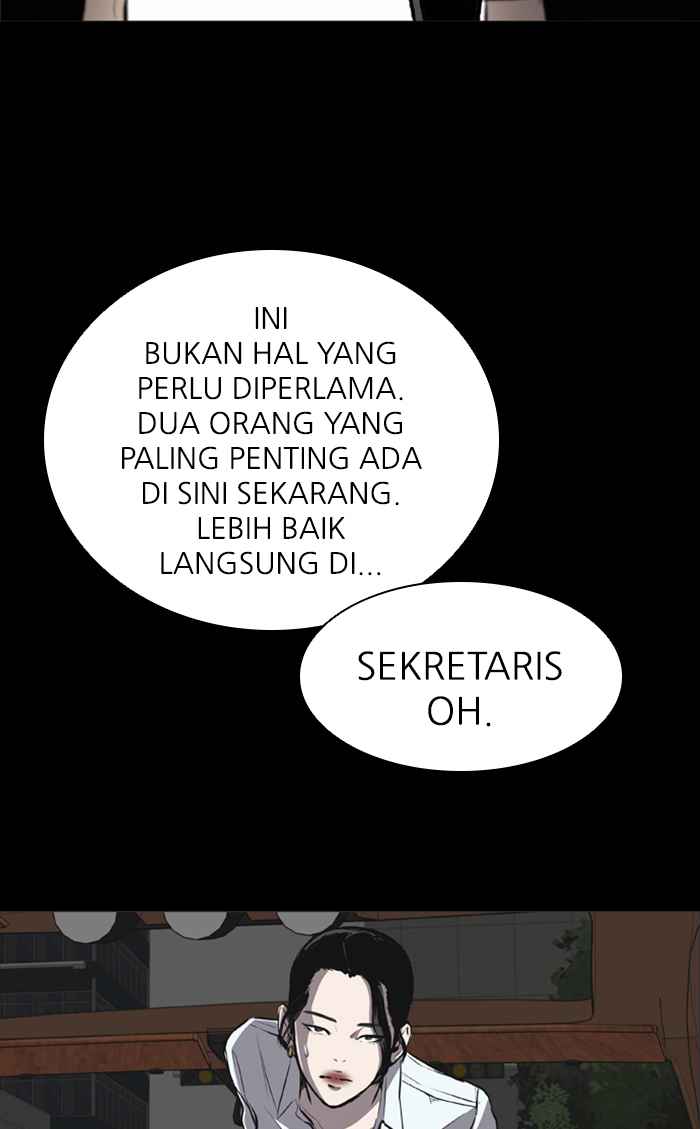 INI
BUKAN HAL YANG
PERLU DIPERLAMA.
DUA ORANG YANG
PALING PENTING ADA
DI SINI SEKARANG.
LEBIH BAIK
LANGSUNG DI...
SEKRETARIS
OH.